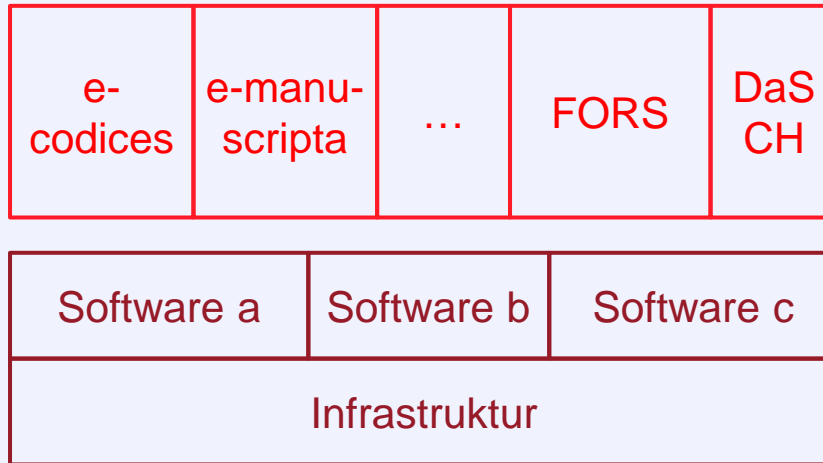 e-
codices
e-manu-
scripta
…
FORS
DaS
CH
Software a
Software b
Software c
Infrastruktur